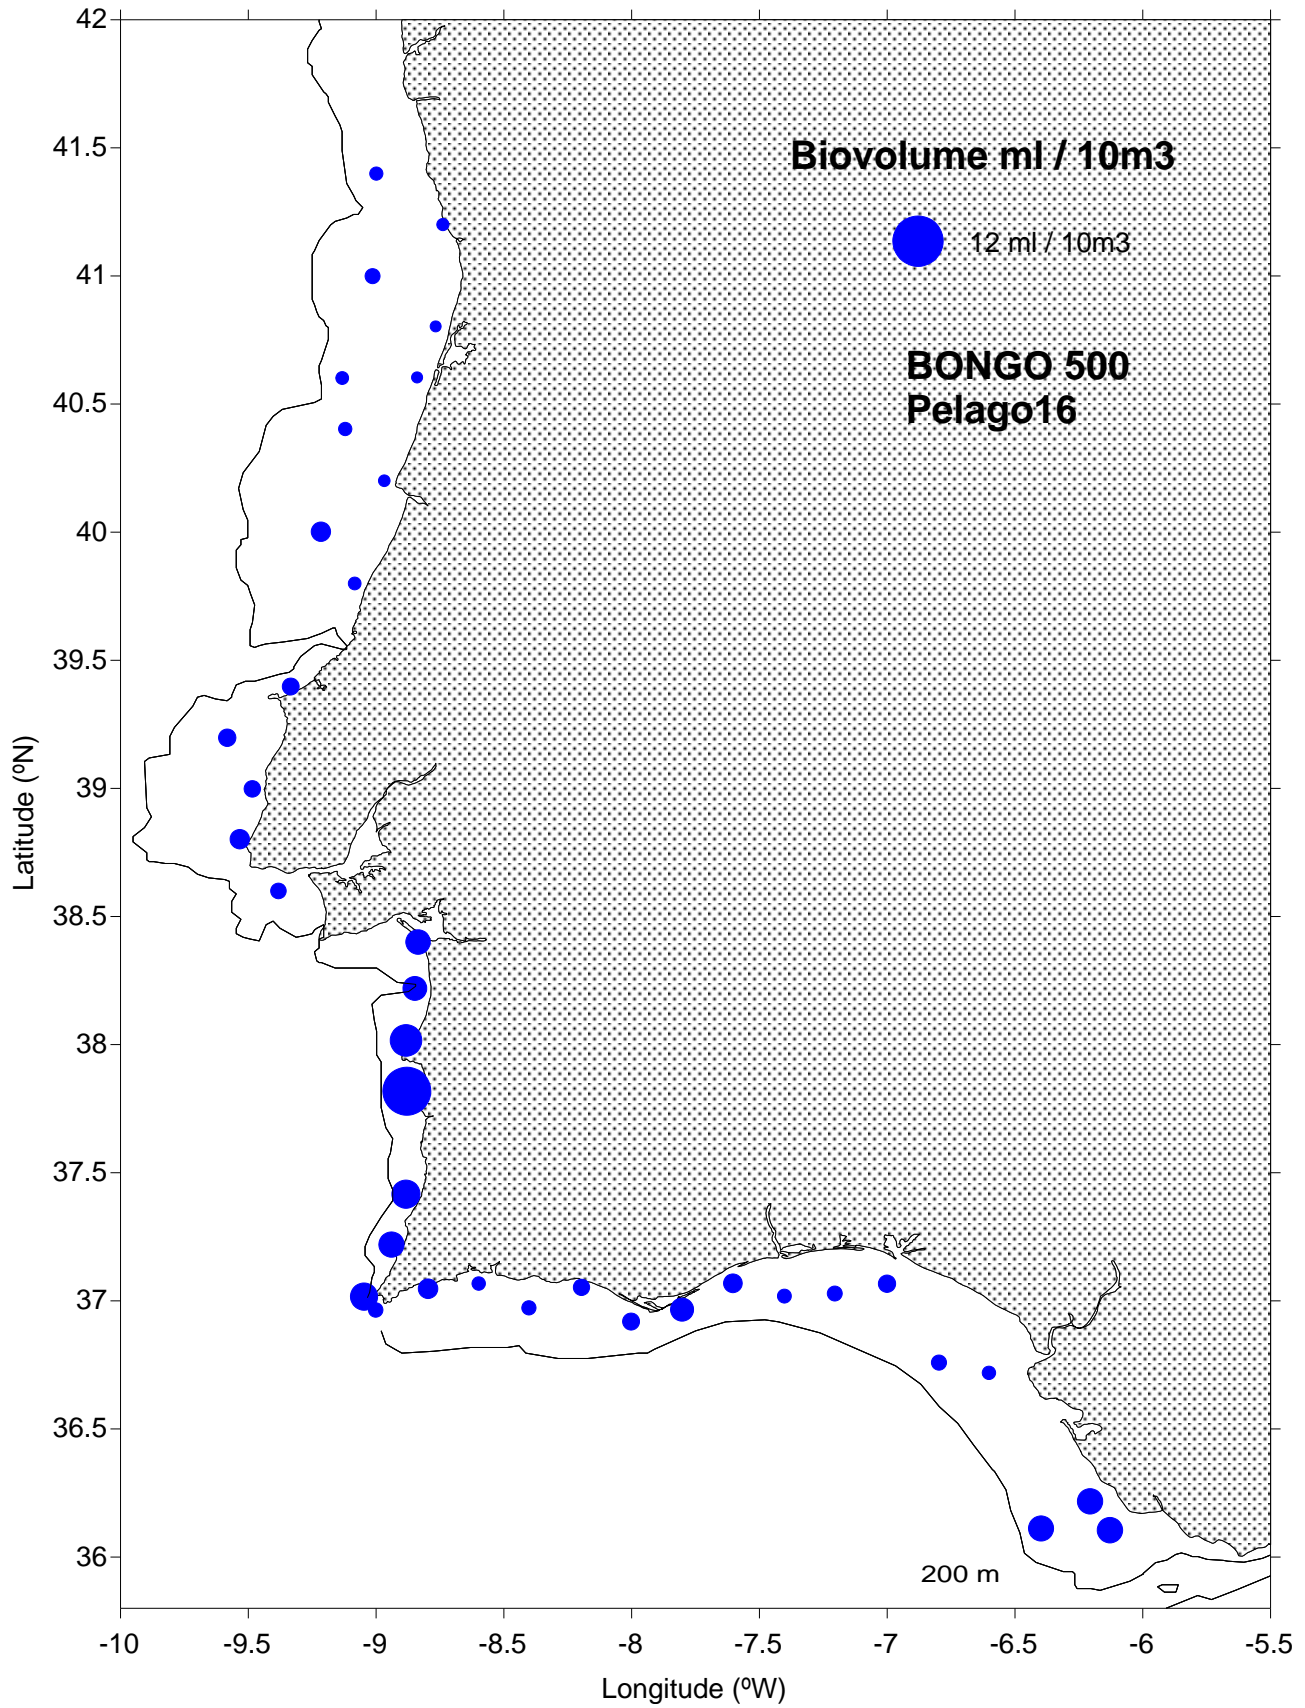 42
41.5
Biovolume ml / 10m3
12 ml / 10m3
41
BONGO 500
Pelago16
40.5
40
39.5
39
38.5
38
37.5
37
36.5
36
200 m
Latitude (ºN)
-10 -9.5 -9 -8.5 -8 -7.5 -7 -6.5 -6 -5.5
Longitude (ºW)